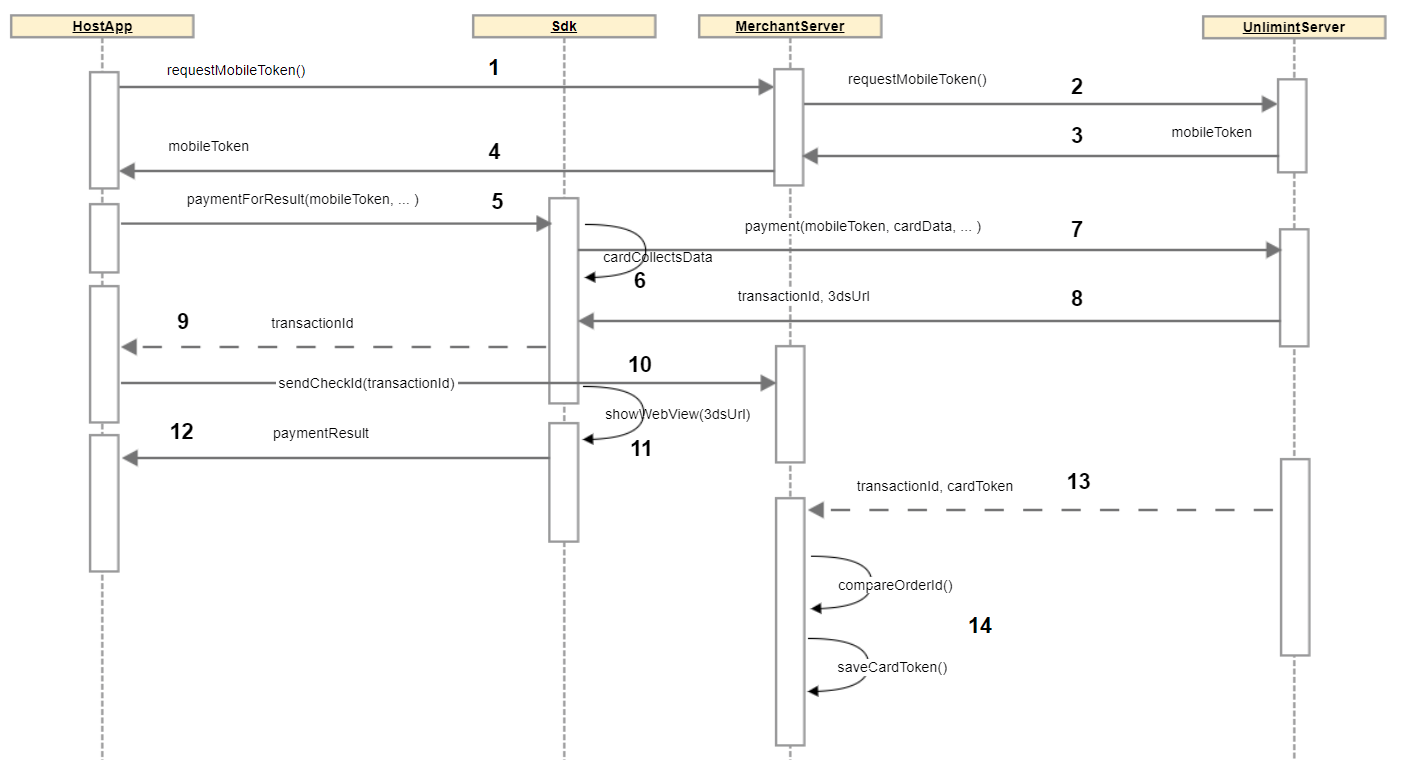 HostApp
Sdk
MerchantServer
UnlimintServer
requestMobileToken()
1
requestMobileToken()
2
3
mobileToken
mobileToken
4
paymentForResult(mobileToken, ... )
5
payment(mobileToken, cardData, ... )
7
cardCollectsData
6
transactionId, 3dsUrl
8
9
transactionId
10
sendCheckId(transactionId)
showWebView(3dsUrl)
11
12
paymentResult
transactionId, cardToken
13
compareOrderId()
14
saveCardToken()